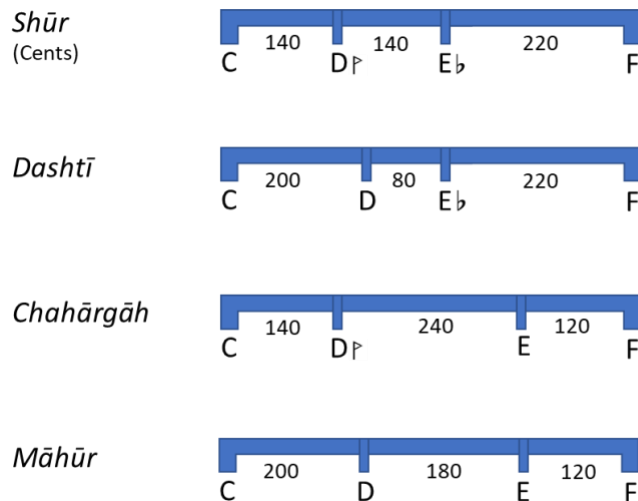 Shūr
(Cents)
140 140 220
C D𝈀 E♭ F
Dashtī
200 80 220
C D E♭ F
Chahārgāh
140 240 120
C D𝈀 E F
Māhūr
200 180 120
C D E F